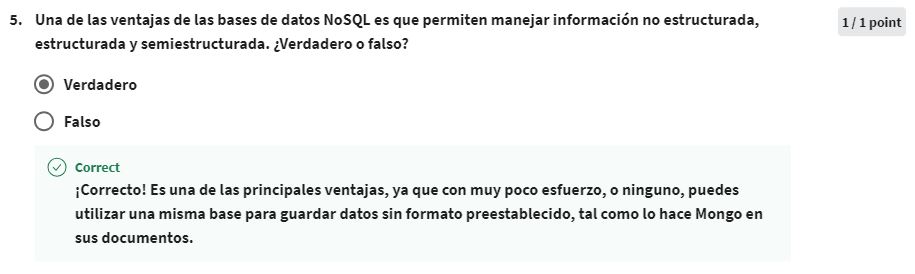 5. Una de las ventajas de las bases de datos NoSQL es que permiten manejar información no estructurada,
1 / 1 point
estructurada y semiestructurada. ¿Verdadero o falso?
Verdadero
Falso
Correct
¡Correcto! Es una de las principales ventajas, ya que con muy poco esfuerzo, o ninguno, puedes
utilizar una misma base para guardar datos sin formato preestablecido, tal como lo hace Mongo en
sus documentos.